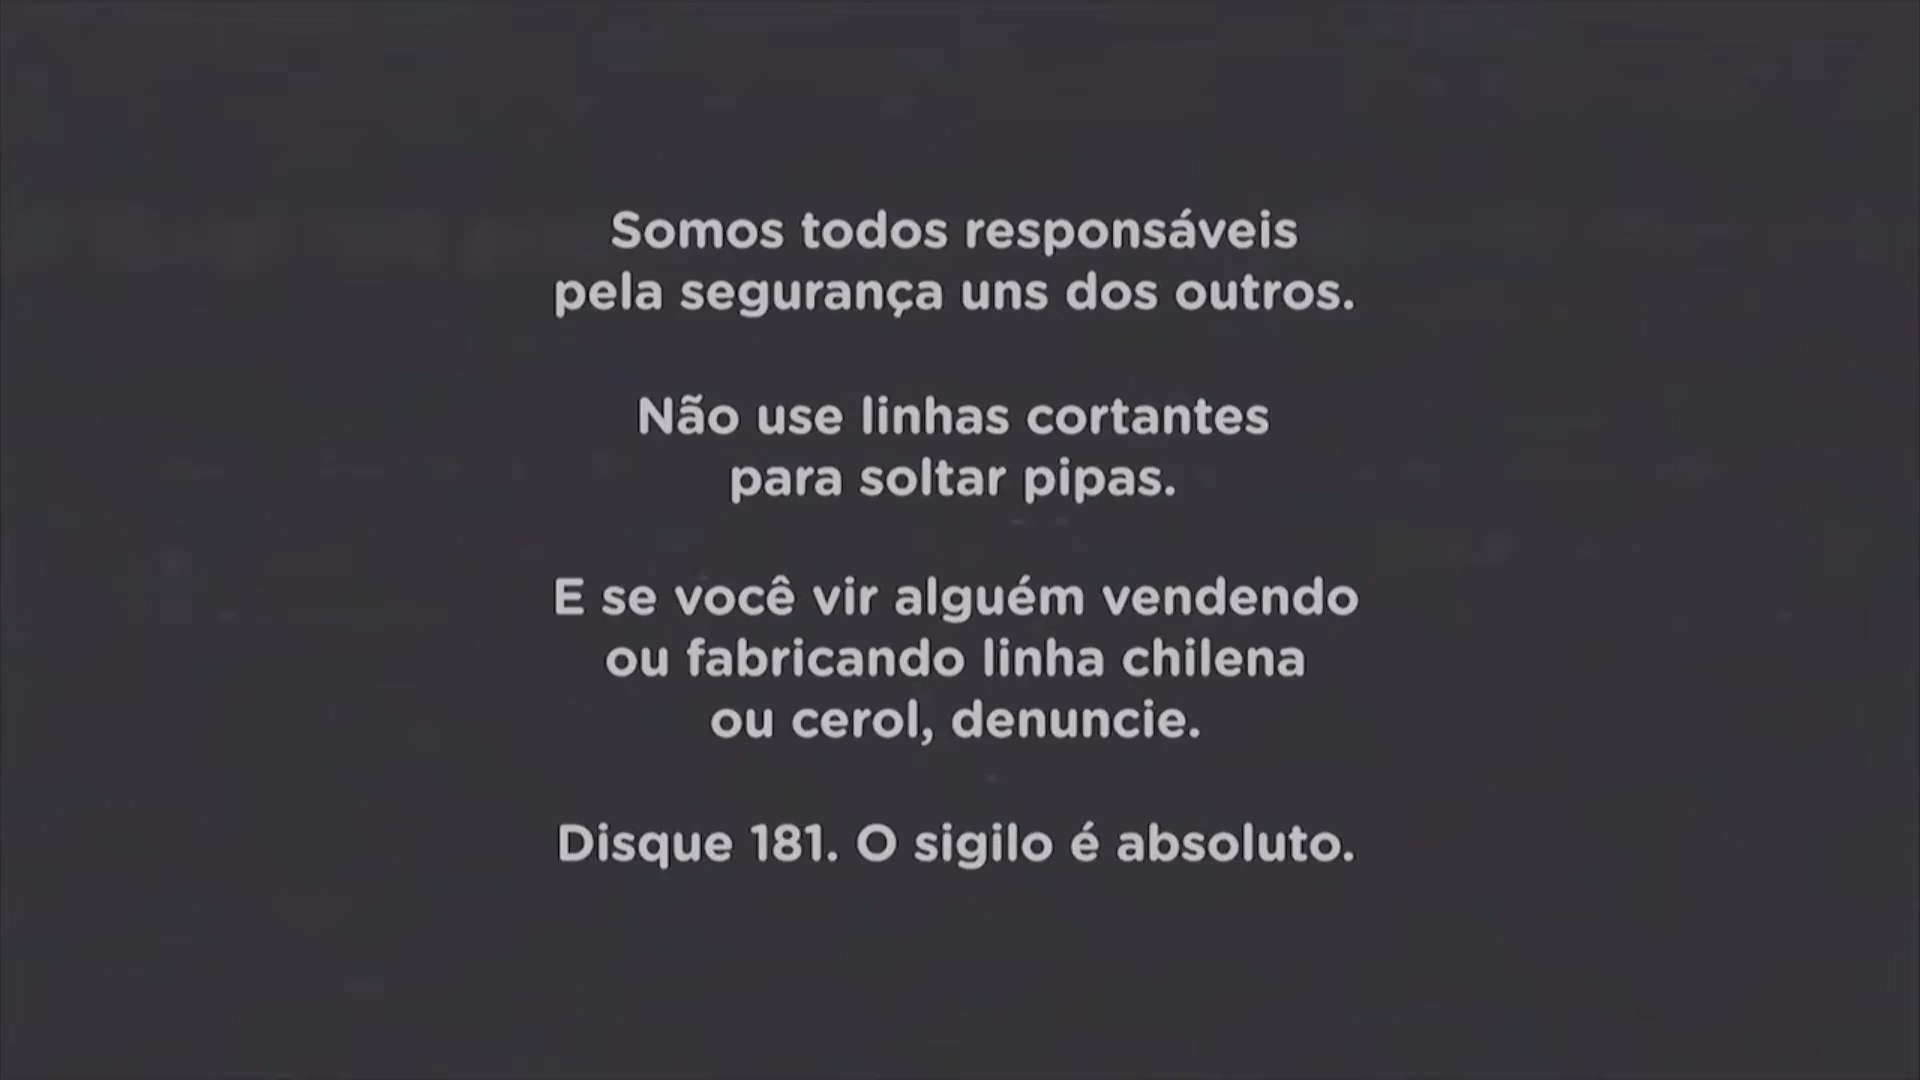 Somos todos responsáveis
pela segurança uns dos outros.
Não use linhas cortantes
para soltar pipas.
E se você vir alguém vendendo
ou fabricando linha chilena
ou cerol, denuncie.
Disque 181. O sigilo é absoluto.